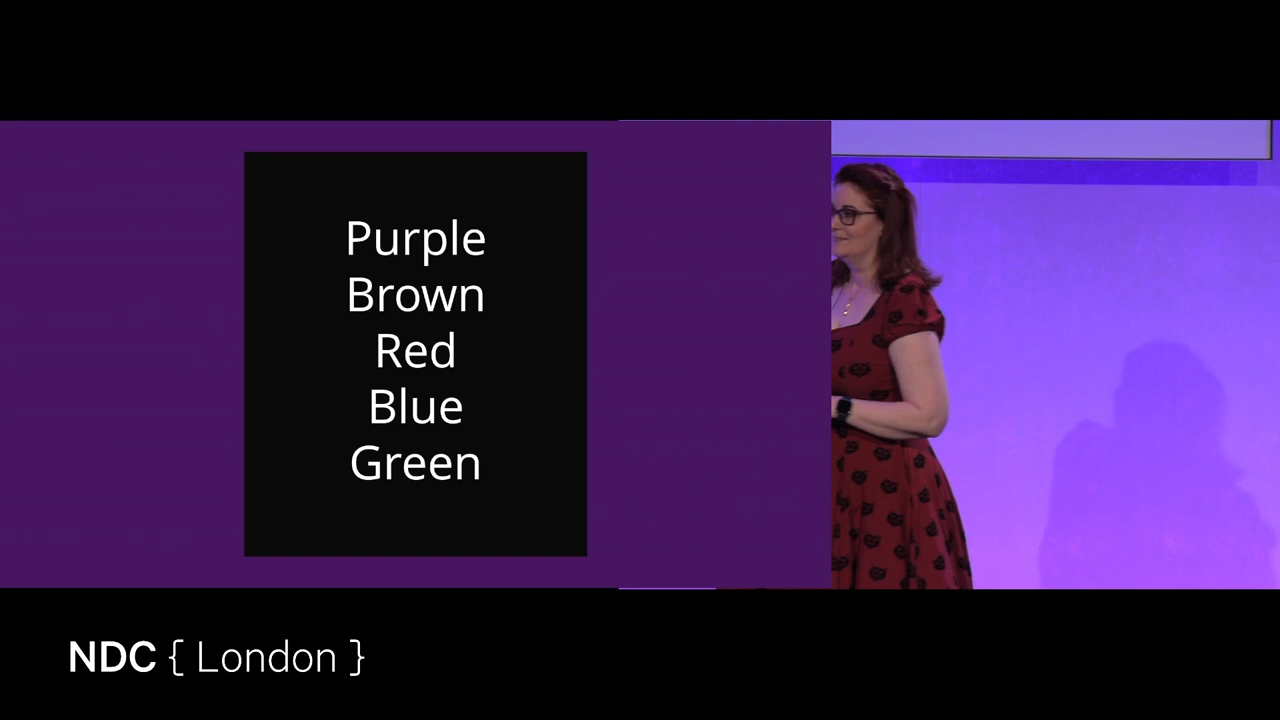 Purple
Brown
Red
Blue
Green
NDC { London }